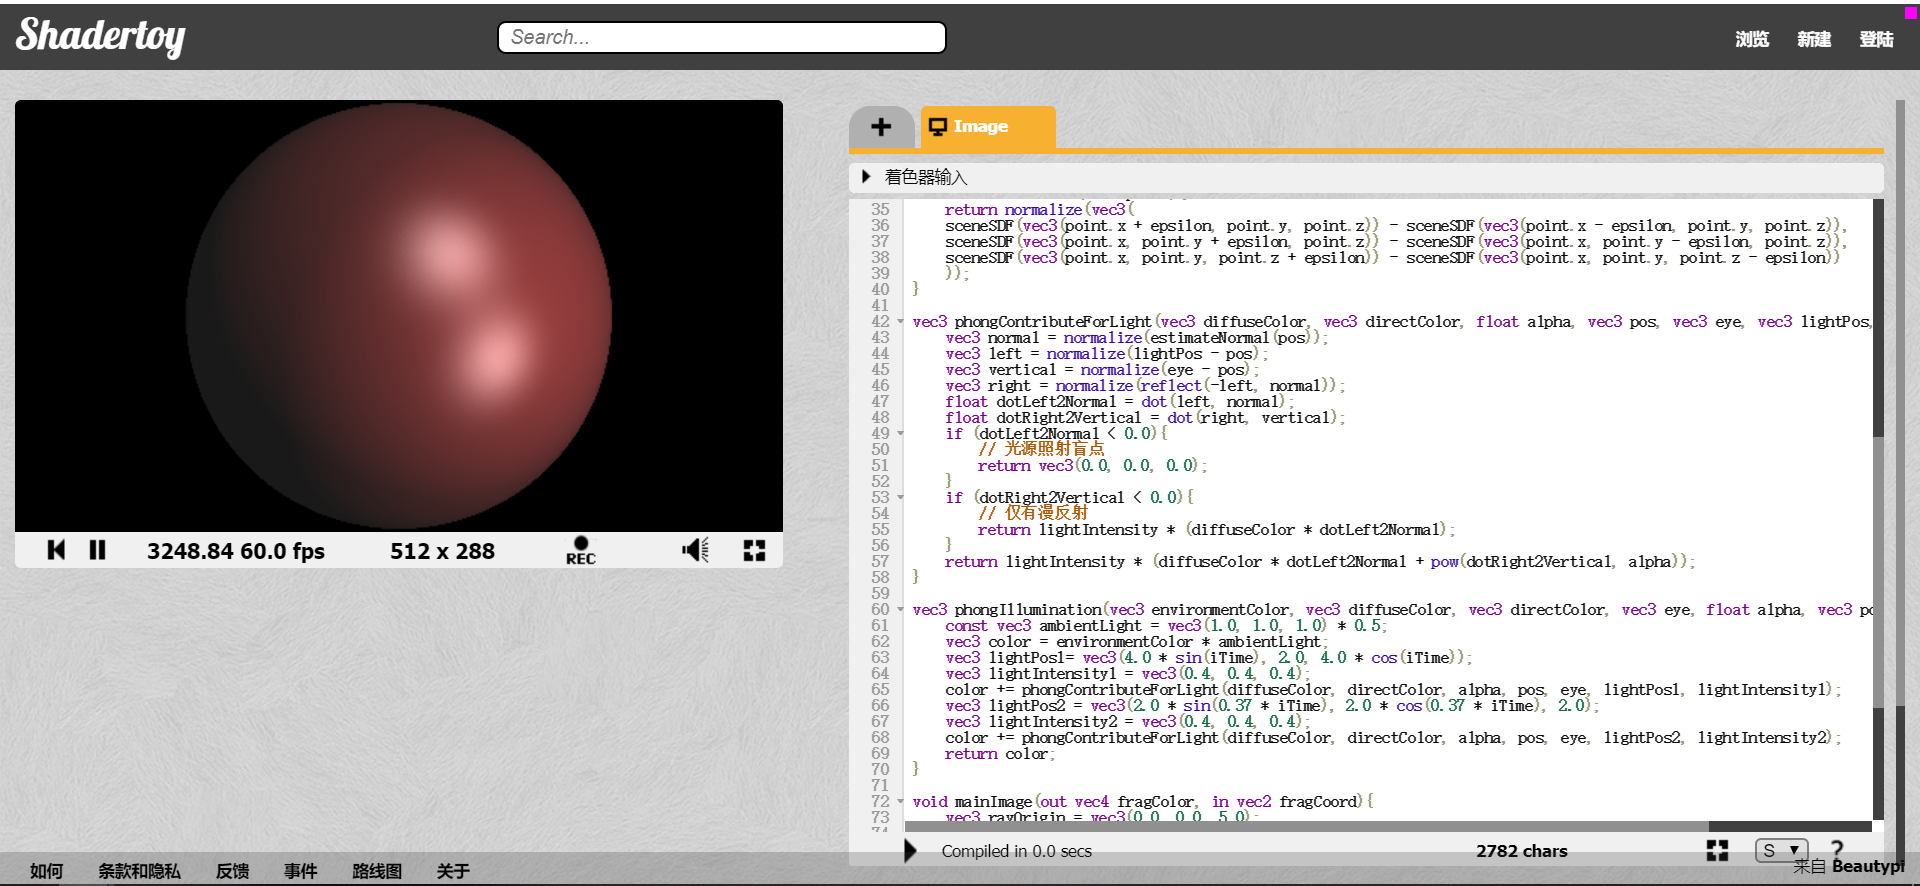 Shadertoy
Search...
浏览 新建 登陆
Image
着色器输入
35 return normalize(vec3(
36 sceneSDF(vec3(point.x + epsilon, point.y, point.z)) - sceneSDF(vec3(point.x - epsilon, point.y, point.z)),
37 sceneSDF(vec3(point.x, point.y + epsilon, point.z)) - sceneSDF(vec3(point.x, point.y - epsilon, point.z)),
38 sceneSDF(vec3(point.x, point.y, point.z + epsilon)) - sceneSDF(vec3(point.x, point.y, point.z - epsilon))
39 ));
40 }
41
42 vec3 phongContributeForLight(vec3 diffuseColor, vec3 directColor, float alpha, vec3 pos, vec3 eye, vec3 lightPos,
43 vec3 normal = normalize(estimateNormal(pos));
44 vec3 left = normalize(lightPos - pos);
45 vec3 vertical = normalize(eye - pos);
46 vec3 right = normalize(reflect(-left, normal));
47 float dotLeft2Normal = dot(left, normal);
48 float dotRight2Vertical = dot(right, vertical);
49 if (dotLeft2Normal < 0.0){
50 // 光源照射盲点
51 return vec3(0.0, 0.0, 0.0);
52 }
53 if (dotRight2Vertical < 0.0){
54 // 仅有漫反射
55 return lightIntensity * (diffuseColor * dotLeft2Normal);
56 }
57 return lightIntensity * (diffuseColor * dotLeft2Normal + pow(dotRight2Vertical, alpha));
58 }
59
60 vec3 phongIllumination(vec3 environmentColor, vec3 diffuseColor, vec3 directColor, vec3 eye, float alpha, vec3 po
61 const vec3 ambientLight = vec3(1.0, 1.0, 1.0) * 0.5;
62 vec3 color = environmentColor * ambientLight;
63 vec3 lightPos1= vec3(4.0 * sin(iTime), 2.0, 4.0 * cos(iTime));
64 vec3 lightIntensity1 = vec3(0.4, 0.4, 0.4);
65 color += phongContributeForLight(diffuseColor, directColor, alpha, pos, eye, lightPos1, lightIntensity1);
66 vec3 lightPos2 = vec3(2.0 * sin(0.37 * iTime), 2.0 * cos(0.37 * iTime), 2.0);
67 vec3 lightIntensity2 = vec3(0.4, 0.4, 0.4);
68 color += phongContributeForLight(diffuseColor, directColor, alpha, pos, eye, lightPos2, lightIntensity2);
69 return color;
70 }
71
72 void mainImage(out vec4 fragColor, in vec2 fragCoord){
73 vec3 rayOrigin = vec3(0.0, 0.0, 5.0);
74
3248.84 60.0 fps 512 x 288 REC
Compiled in 0.0 secs 2782 chars S ?
如何 条款和隐私 反馈 事件 路线图 关于
来自 Beautypi